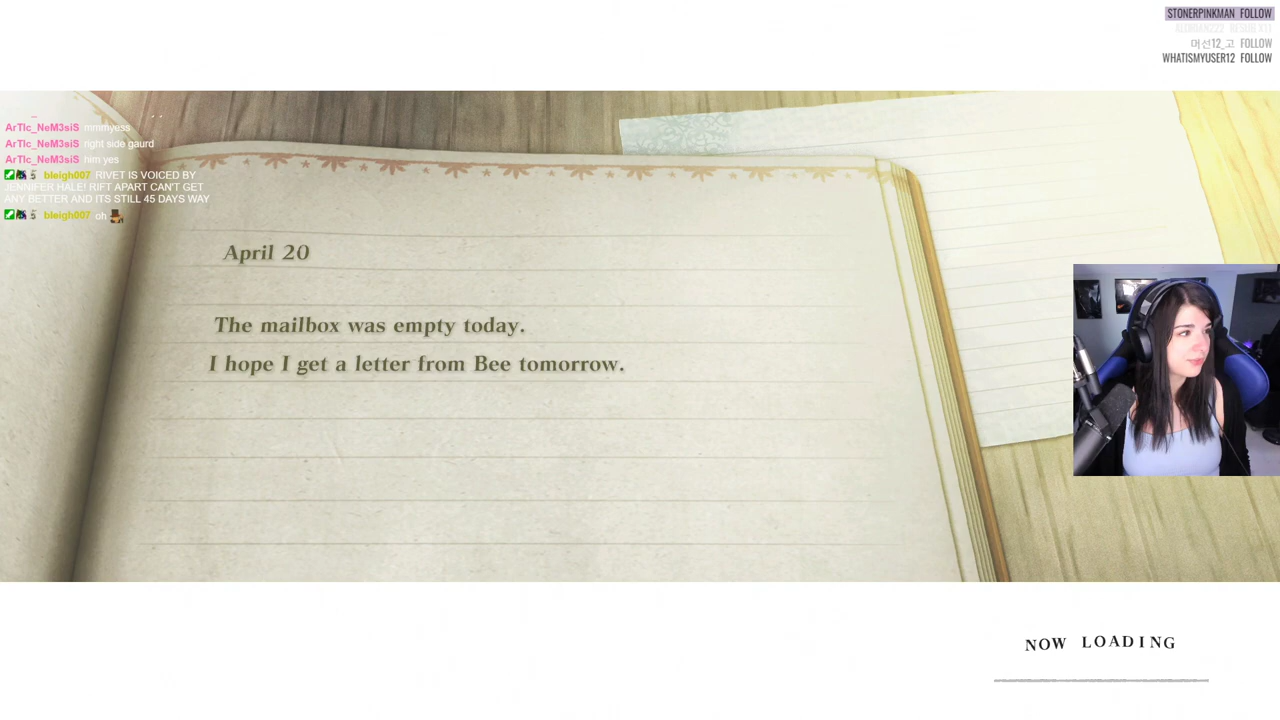 STONERPINKMAN FOLLOW
머선12_고 FOLLOW
WHATISMYUSER12 FOLLOW
ArTIc_NeM3siS mmmyess
ArTIc_NeM3siS right side gaurd
ArTIc_NeM3siS him yes
bleigh007 RIVET IS VOICED BY
JENNIFER HALE! RIFT APART CAN'T GET
ANY BETTER AND ITS STILL 45 DAYS WAY
bleigh007 oh
April 20
The mailbox was empty today.
I hope I get a letter from Bee tomorrow.
NOW LOADING